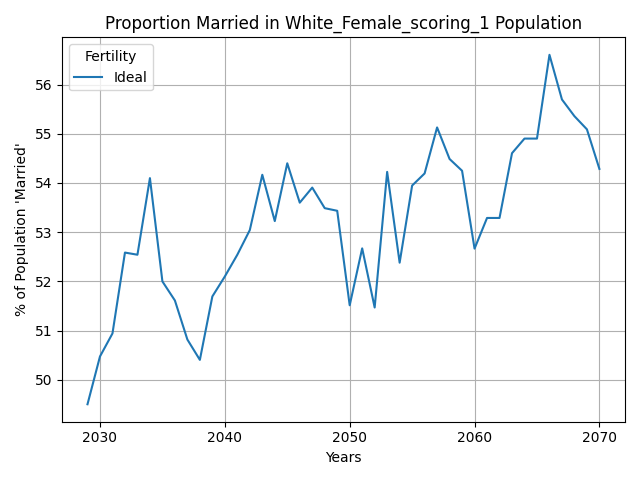 Proportion Married in White_Female_scoring_1 Population
Fertility
Ideal
% of Population 'Married'
56
55
54
53
52
51
50
2030 2040 2050 2060 2070
Years